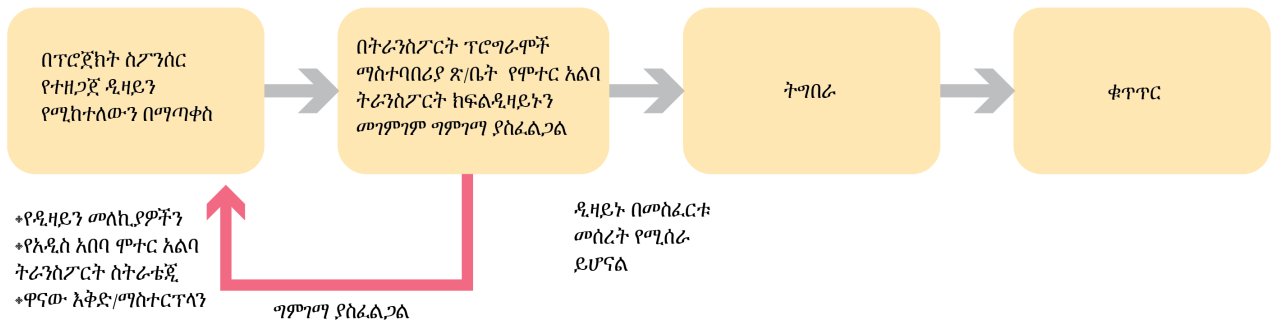 በፕሮጀክት ስፖንሰር
የተዘጋጀ ዲዛይን
የሚከተለውን በማጣቀስ
በትራንስፖርት ፕሮግራሞች
ማስተባበሪያ ጽ/ቤት የሞተር አልባ
ትራንስፖርት ክፍልዲዛይኑን
መገምገም ግምገማ ያስፈልጋል
ትግበራ
ቁጥጥር
*የዲዛይን መለኪያዎችን
*የአዲስ አበባ ሞተር አልባ
ትራንስፖርት ስትራቴጂ
*ዋናው እቅድ/ማስተርፕላን
ግምገማ ያስፈልጋል
ዲዛይኑ በመስፈርቱ
መሰረት የሚሰራ
ይሆናል